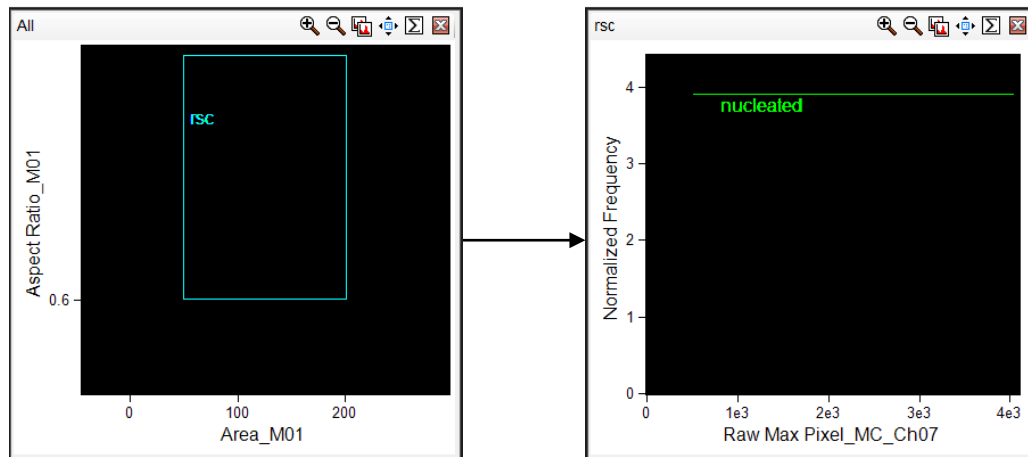 All
rsc
Aspect Ratio_M01
0.6
0 100 200
Area_M01
rsc
nucleated
Normalized Frequency
4
3
2
1
0
0 1e3 2e3 3e3 4e3
Raw Max Pixel_MC_Ch07